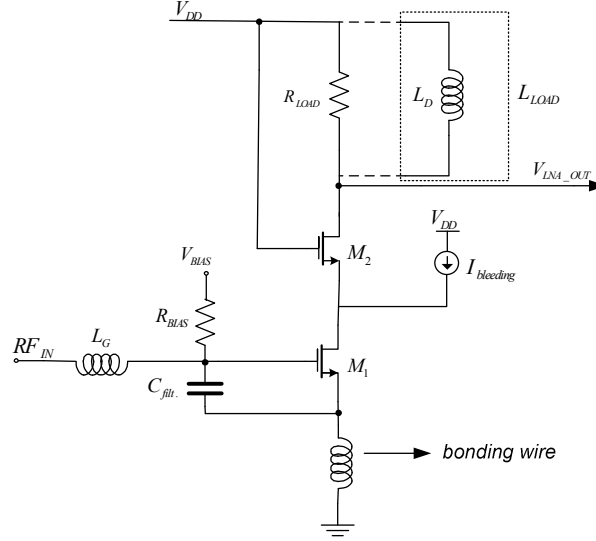 V_DD
R_LOAD
L_D
L_LOAD
V_LNA_OUT
V_DD
V_BIAS
M_2
I_bleeding
R_BIAS
L_G
RF_IN
M_1
C_filt.
bonding wire